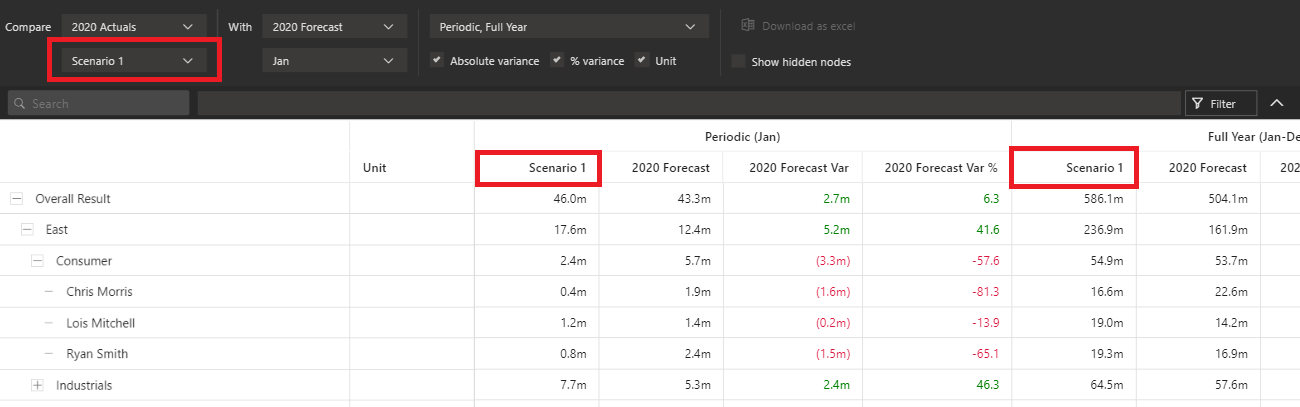 Compare 2020 Actuals With 2020 Forecast Periodic, Full Year Download as excel
Scenario 1 Jan Absolute variance % variance Unit Show hidden nodes
Search Filter
Periodic (Jan) Full Year (Jan-De
Unit Scenario 1 2020 Forecast 2020 Forecast Var 2020 Forecast Var % Scenario 1 2020 Forecast 202
Overall Result 46.0m 43.3m 2.7m 6.3 586.1m 504.1m
East 17.6m 12.4m 5.2m 41.6 236.9m 161.9m
Consumer 2.4m 5.7m (3.3m) -57.6 54.9m 53.7m
Chris Morris 0.4m 1.9m (1.6m) -81.3 16.6m 22.6m
Lois Mitchell 1.2m 1.4m (0.2m) -13.9 19.0m 14.2m
Ryan Smith 0.8m 2.4m (1.5m) -65.1 19.3m 16.9m
Industrials 7.7m 5.3m 2.4m 46.3 64.5m 57.6m